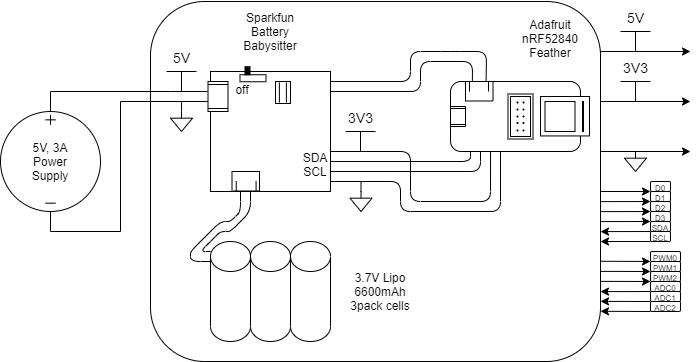 Sparkfun
Battery
Babysitter
Adafruit
nRF52840
Feather
5V
5V
off
3V3
3V3
+
5V, 3A
Power
Supply
SDA
SCL
D0
D1
D2
D3
SDA
SCL
PWM0
PWM1
PWM2
ADC0
ADC1
ADC2
3.7V Lipo
6600mAh
3pack cells